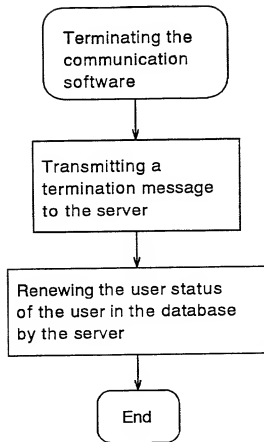 Terminating the
communication
software
Transmitting a
termination message
to the server
Renewing the user status
of the user in the database
by the server
End